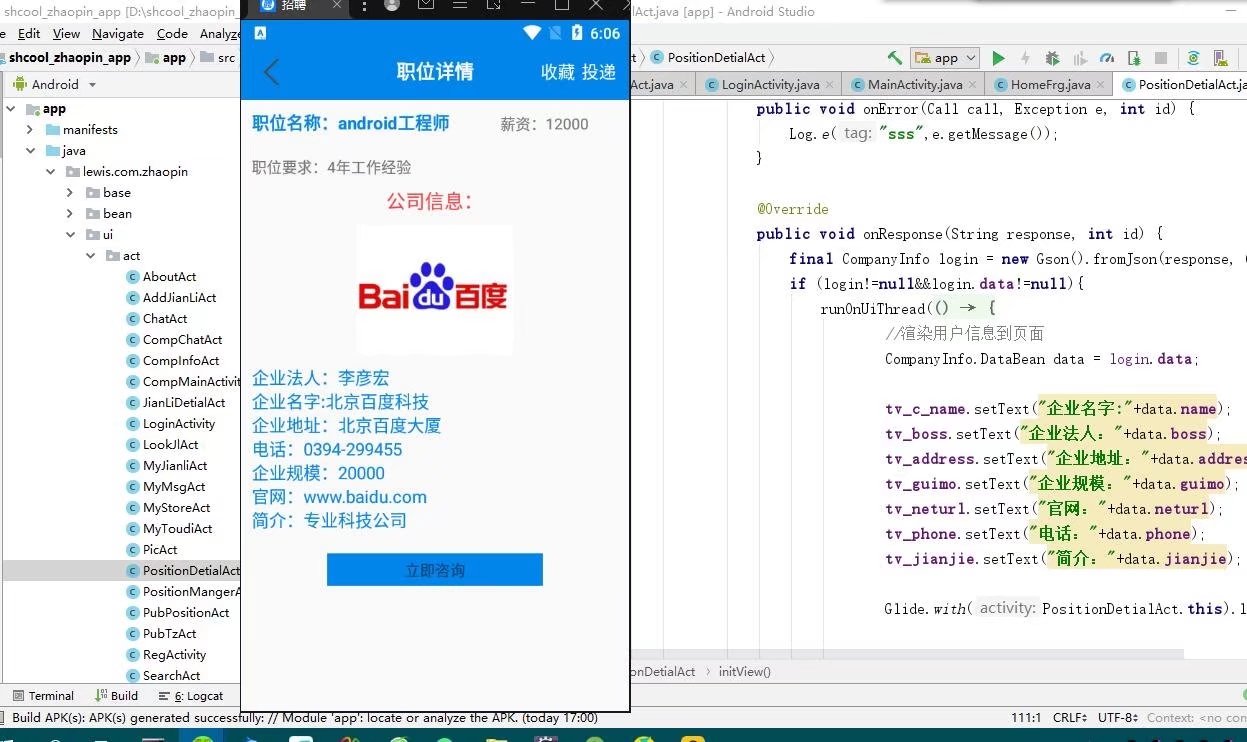 shcool_zhaopin_app [D:\shcool_zhaopin_
招聘
lAct.java [app] - Android Studio
Edit View Navigate Code Analyze
shcool_zhaopin_app app src
PositionDetialAct
app
Android
Act.java LoginActivity.java MainActivity.java HomeFrg.java PositionDetialAct.ja
app
manifests
java
lewis.com.zhaopin
base
bean
ui
act
AboutAct
AddJianLiAct
ChatAct
CompChatAct
CompInfoAct
CompMainActivit
JianLiDetialAct
LoginActivity
LookJlAct
MyJianliAct
MyMsgAct
MyStoreAct
MyToudiAct
PicAct
PositionDetialAct
PositionMangerA
PubPositionAct
PubTzAct
RegActivity
SearchAct
6:06
职位详情 收藏 投递
职位名称：android工程师 薪资：12000
职位要求：4年工作经验
公司信息：
Bai du 百度
企业法人：李彦宏
企业名字:北京百度科技
企业地址：北京百度大厦
电话：0394-299455
企业规模：20000
官网：www.baidu.com
简介：专业科技公司
立即咨询
public void onError(Call call, Exception e, int id) {
Log.e( tag: "sss",e.getMessage());
}
@Override
public void onResponse(String response, int id) {
final CompanyInfo login = new Gson().fromJson(response,
if (login!=null&&login.data!=null){
runOnUiThread(() → {
//渲染用户信息到页面
CompanyInfo.DataBean data = login.data;
tv_c_name.setText("企业名字:"+data.name);
tv_boss.setText("企业法人："+data.boss);
tv_address.setText("企业地址："+data.addres
tv_guimo.setText("企业规模："+data.guimo);
tv_neturl.setText("官网："+data.neturl);
tv_phone.setText("电话："+data.phone);
tv_jianjie.setText("简介："+data.jianjie);
Glide.with( activity: PositionDetialAct.this).l
onDetialAct › initView()
Terminal Build 6: Logcat
Build APK(s): APK(s) generated successfully: // Module 'app': locate or analyze the APK. (today 17:00)
111:1 CRLF UTF-8 Context: <no con